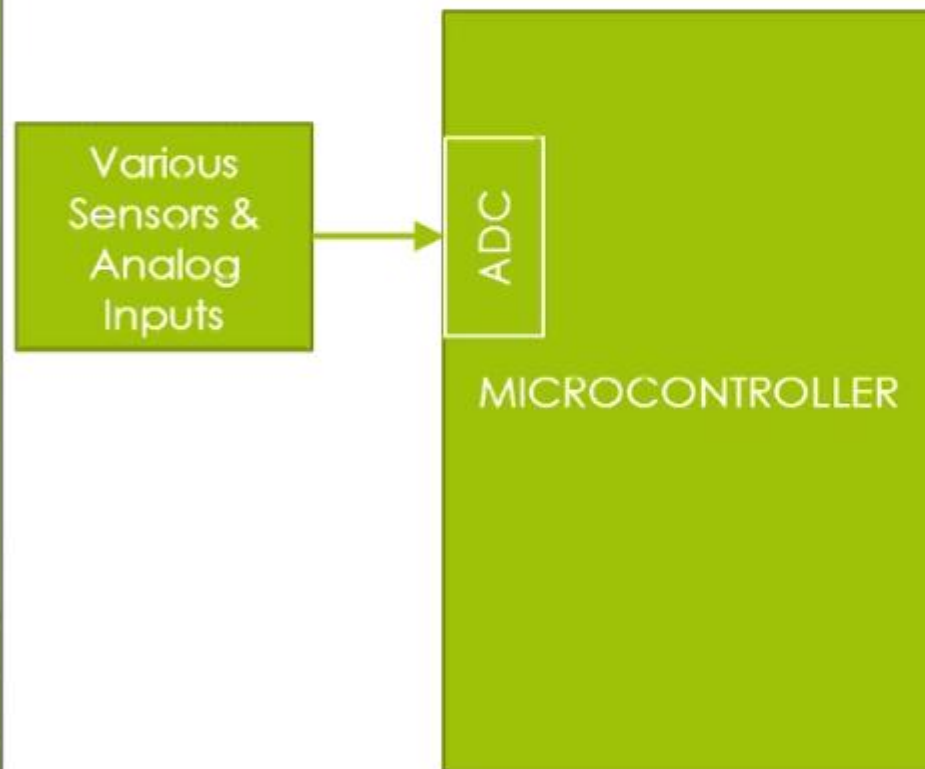 Various
Sensors &
Analog
Inputs
ADC
MICROCONTROLLER